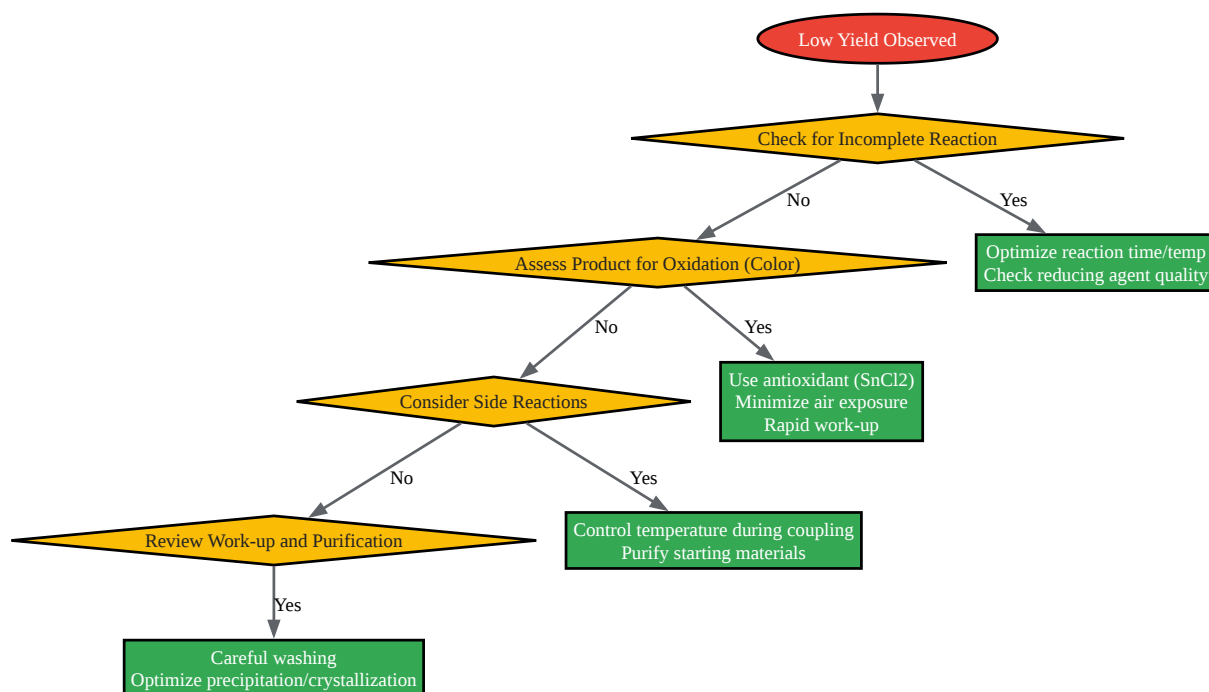 Low Yield Observed
Check for Incomplete Reaction
No
Yes
Optimize reaction time/temp
Check reducing agent quality
Assess Product for Oxidation (Color)
No
Yes
Use antioxidant (SnCl2)
Minimize air exposure
Rapid work-up
Consider Side Reactions
No
Yes
Control temperature during coupling
Purify starting materials
Review Work-up and Purification
Yes
Careful washing
Optimize precipitation/crystallization